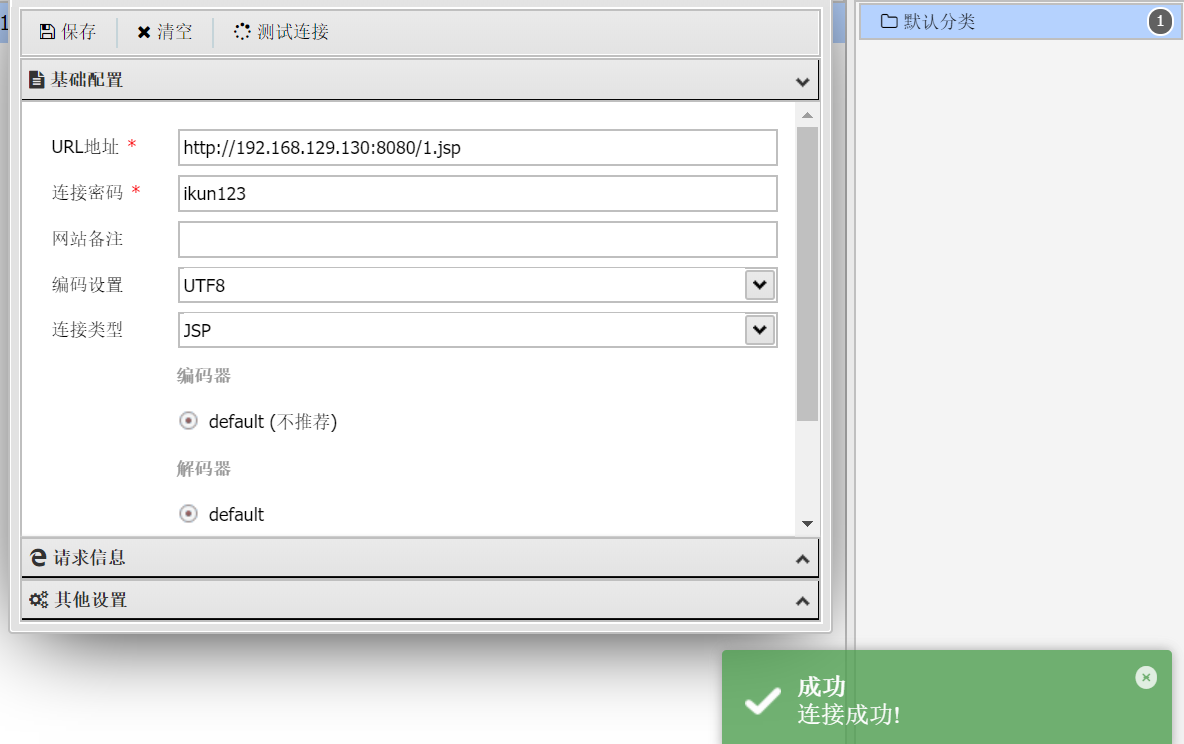 1
保存 清空 测试连接
默认分类 1
基础配置
URL地址 * http://192.168.129.130:8080/1.jsp
连接密码 * ikun123
网站备注
编码设置 UTF8
连接类型 JSP
编码器
default (不推荐)
解码器
default
请求信息
其他设置
成功
连接成功!